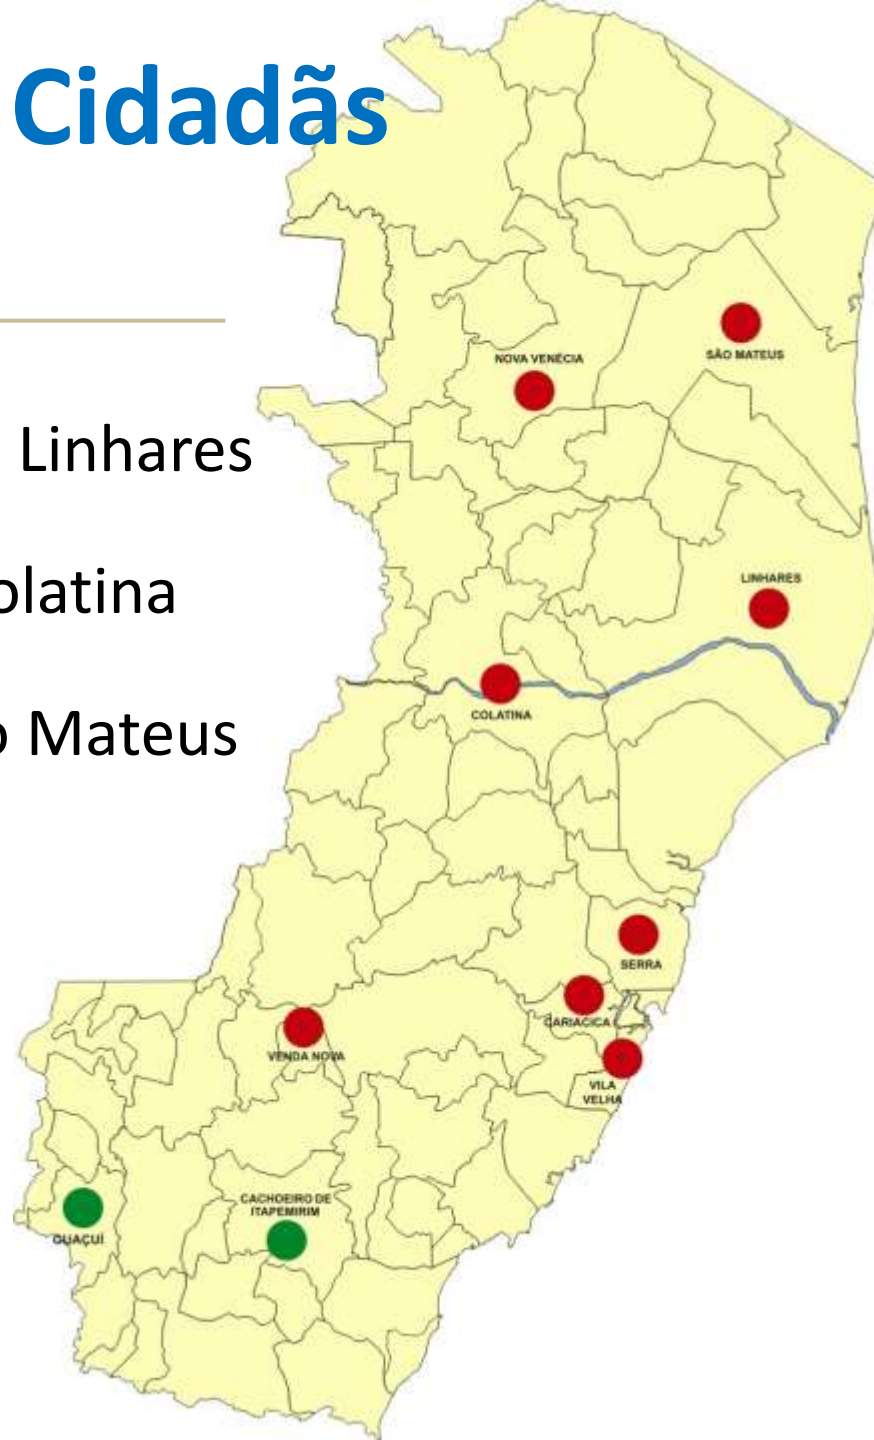 Cidadãs
Linhares
olatina
o Mateus
NOVA VENÉCIA
SÃO MATEUS
LINHARES
COLATINA
SERRA
CARIACICA
VENDA NOVA
VILA
VELHA
CACHOEIRO DE
ITAPEMIRIM
GUAÇUÍ